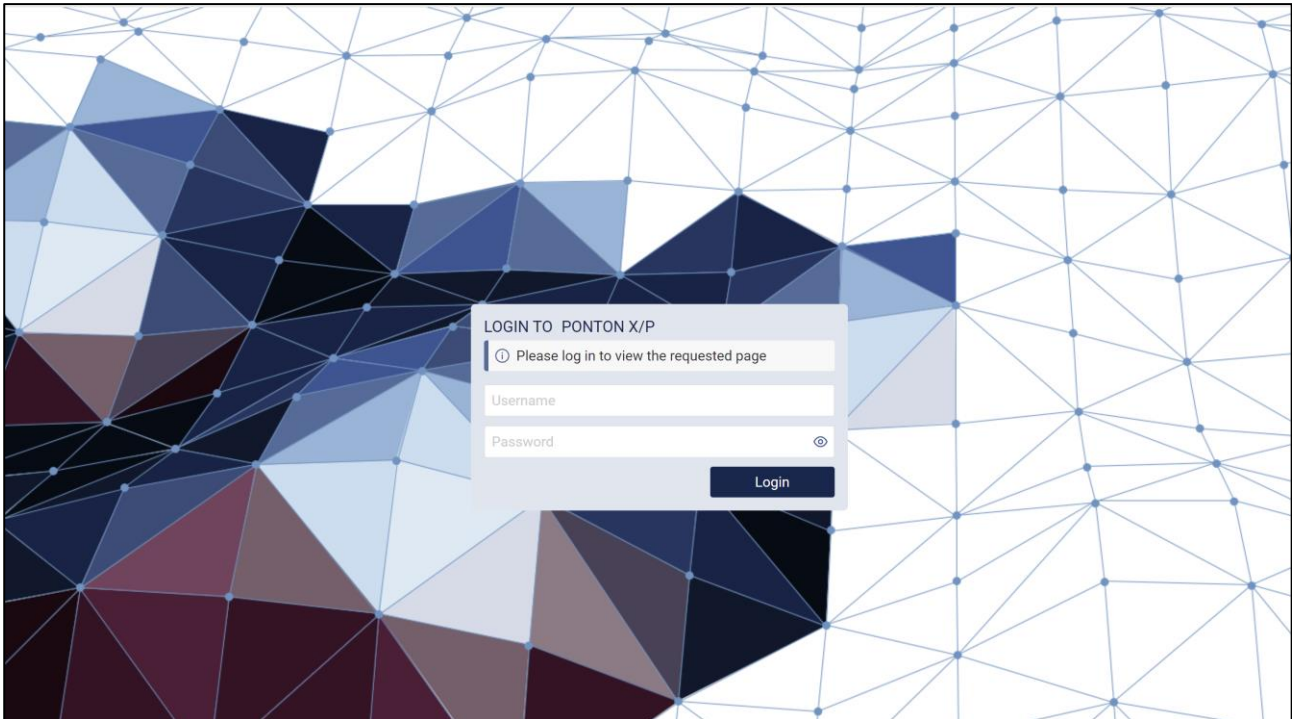 LOGIN TO PONTON X/P
Please log in to view the requested page
Username
Password
Login